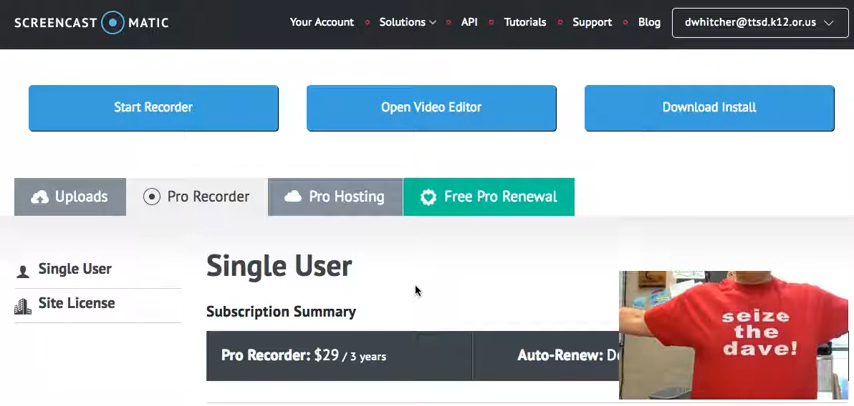 SCREENCAST MATIC
Your Account Solutions API Tutorials Support Blog dwhitcher@ttsd.k12.or.us
Start Recorder Open Video Editor Download Install
Uploads Pro Recorder Pro Hosting Free Pro Renewal
Single User
Site License
Single User
Subscription Summary
Pro Recorder: $29 / 3 years Auto-Renew:
seize
the
dave!